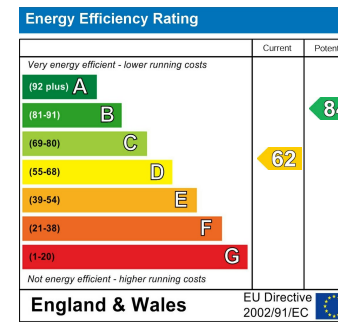 Energy Efficiency Rating
Current
Very energy efficient - lower running costs
(92 plus) A
(81-91) B
(69-80) C
(55-68) D
62
(39-54) E
(21-38) F
(1-20) G
Not energy efficient - higher running costs
England & Wales
EU Directive
2002/91/EC